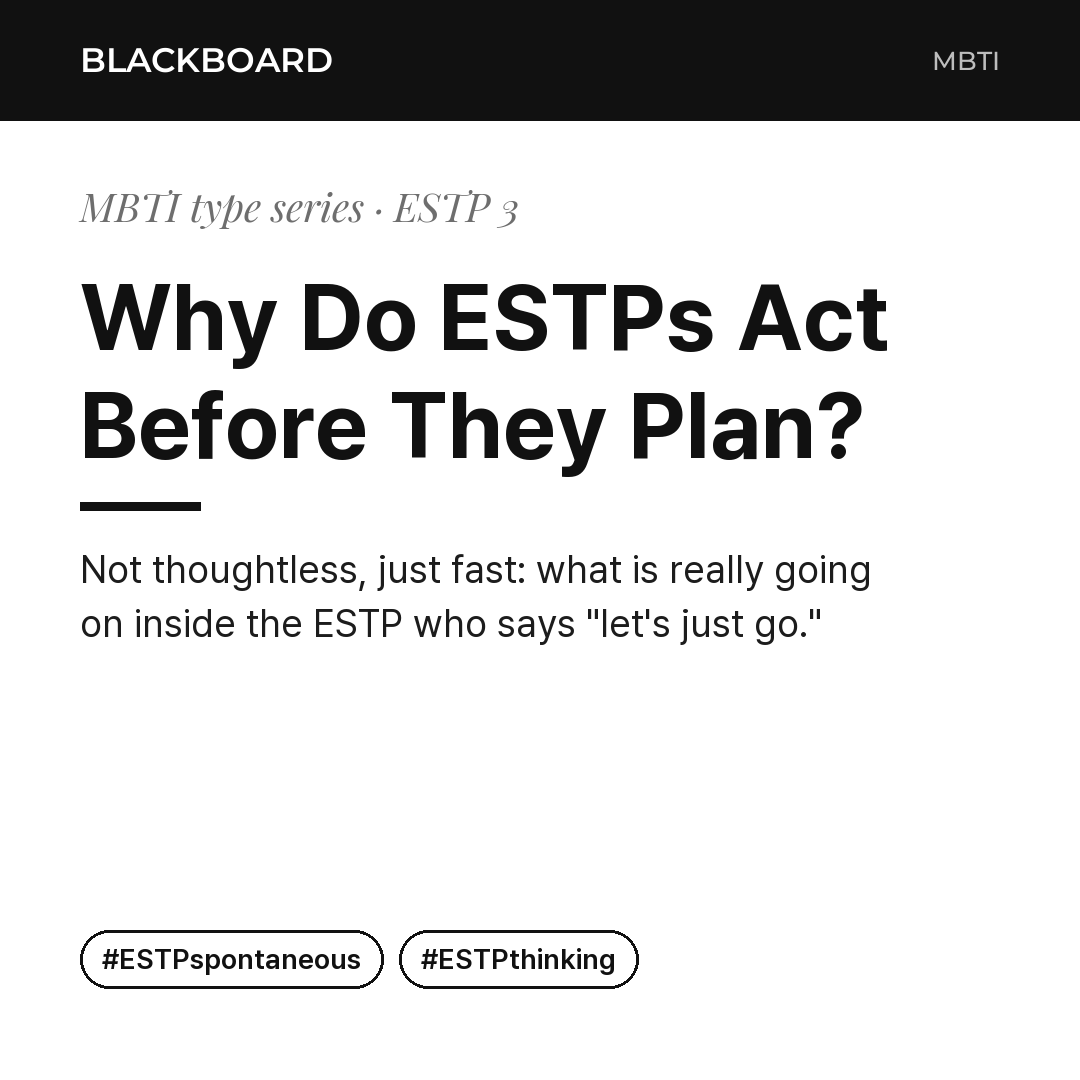 BLACKBOARD
MBTI
MBTI type series · ESTP 3
Why Do ESTPs Act
Before They Plan?
Not thoughtless, just fast: what is really going
on inside the ESTP who says "let's just go."
#ESTPspontaneous
#ESTPthinking